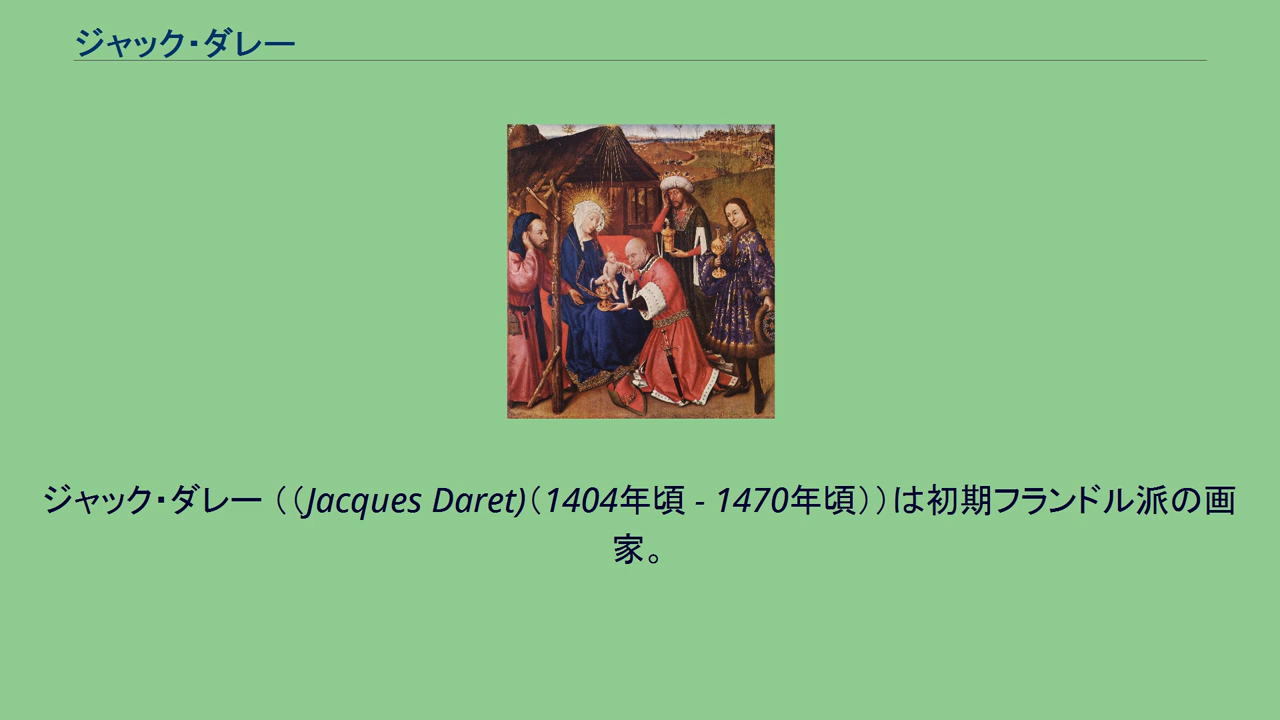 ジャック・ダレー
ジャック・ダレー（（Jacques Daret)（1404年頃 - 1470年頃））は初期フランドル派の画
家。